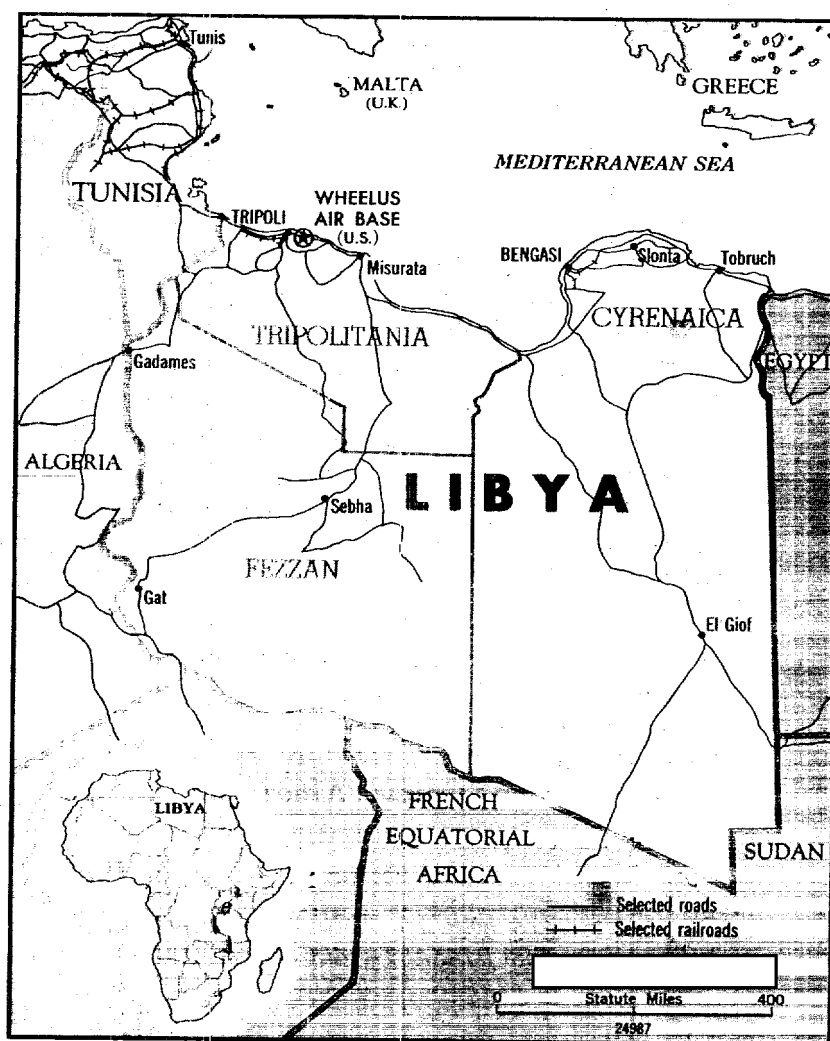 Tunis
MALTA
(U.K.)
GREECE
MEDITERRANEAN SEA
TUNISIA
WHEELUS
AIR BASE
(U.S.)
TRIPOLI
Misurata
BENGASI
Slonta
Tobruch
TRIPOLITANIA
CYRENAICA
EGYPT
Gadames
ALGERIA
LIBYA
Sebha
FEZZAN
Gat
El Giof
LIBYA
FRENCH
EQUATORIAL
AFRICA
SUDAN
Selected roads
Selected railroads
0 Statute Miles 400
24987